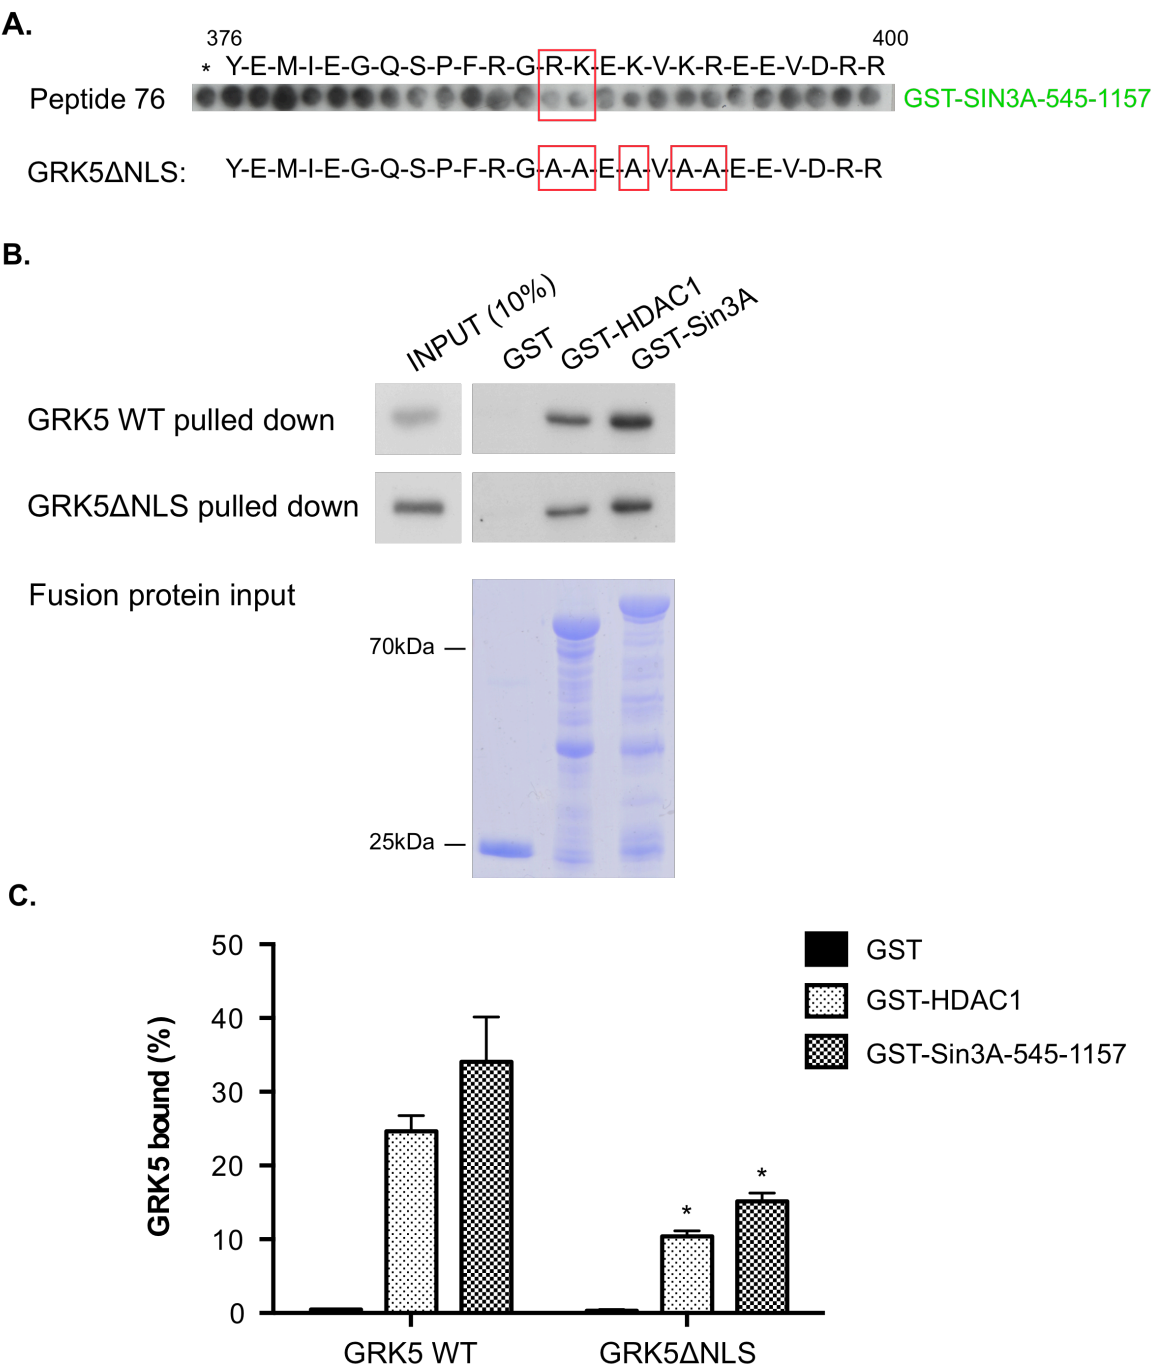 A.
376 400
* Y-E-M-I-E-G-Q-S-P-F-R-G-R-K-E-K-V-K-R-E-E-V-D-R-R
Peptide 76 GST-SIN3A-545-1157
GRK5ΔNLS: Y-E-M-I-E-G-Q-S-P-F-R-G-A-A-E-A-V-A-A-E-E-V-D-R-R
B.
INPUT (10%) GST GST-HDAC1 GST-Sin3A
GRK5 WT pulled down
GRK5ΔNLS pulled down
Fusion protein input
70kDa
25kDa
C.
50
40
30
20
10
0
GRK5 bound (%)
* *
GRK5 WT GRK5ΔNLS
GST
GST-HDAC1
GST-Sin3A-545-1157